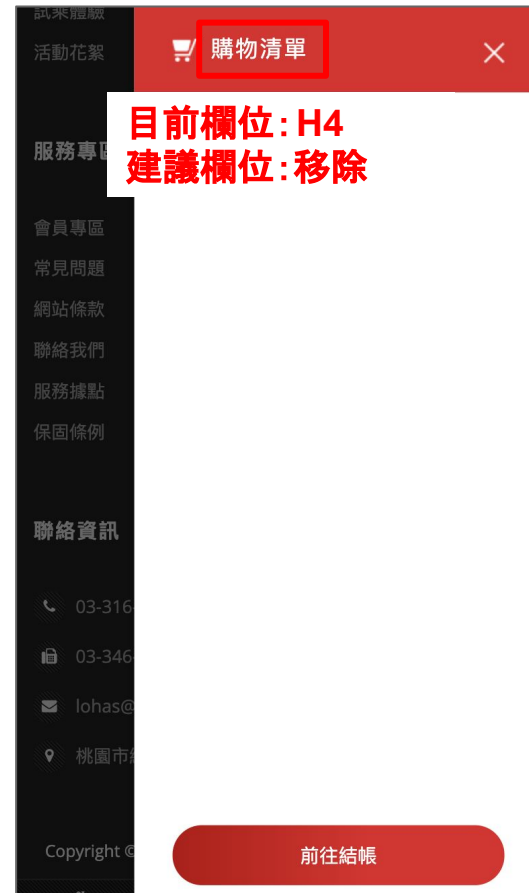 試乘體驗
活動花絮
購物清單
目前欄位：H4
建議欄位：移除
服務專
會員專區
常見問題
網站條款
聯絡我們
服務據點
保固條例
聯絡資訊
03-316
03-346
lohas@
桃園市
Copyright ©
前往結帳